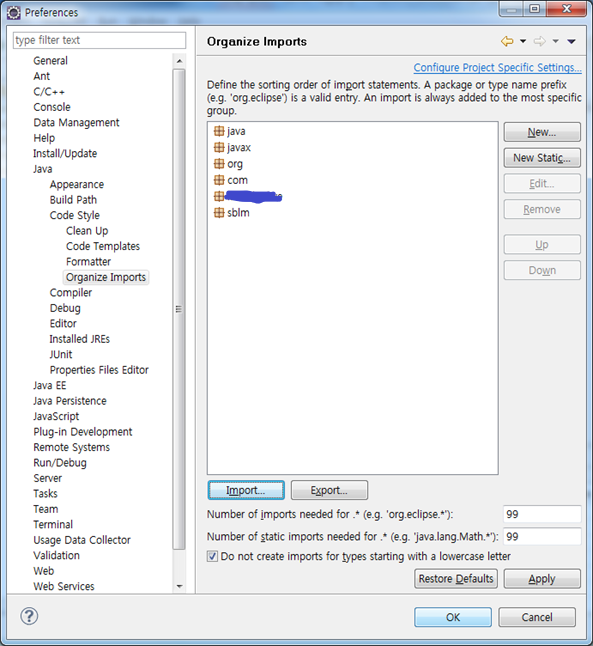 Preferences
type filter text
General
Ant
C/C++
Console
Data Management
Help
Install/Update
Java
Appearance
Build Path
Code Style
Clean Up
Code Templates
Formatter
Organize Imports
Compiler
Debug
Editor
Installed JREs
JUnit
Properties Files Editor
Java EE
Java Persistence
JavaScript
Plug-in Development
Remote Systems
Run/Debug
Server
Tasks
Team
Terminal
Usage Data Collector
Validation
Web
Web Services
Organize Imports
Configure Project Specific Settings...
Define the sorting order of import statements. A package or type name prefix
(e.g. 'org.eclipse') is a valid entry. An import is always added to the most specific
group.
java
javax
org
com
sblm
New...
New Static...
Edit...
Remove
Up
Down
Import...
Export...
Number of imports needed for .* (e.g. 'org.eclipse.*'): 99
Number of static imports needed for .* (e.g. 'java.lang.Math.*'): 99
Do not create imports for types starting with a lowercase letter
Restore Defaults
Apply
OK
Cancel